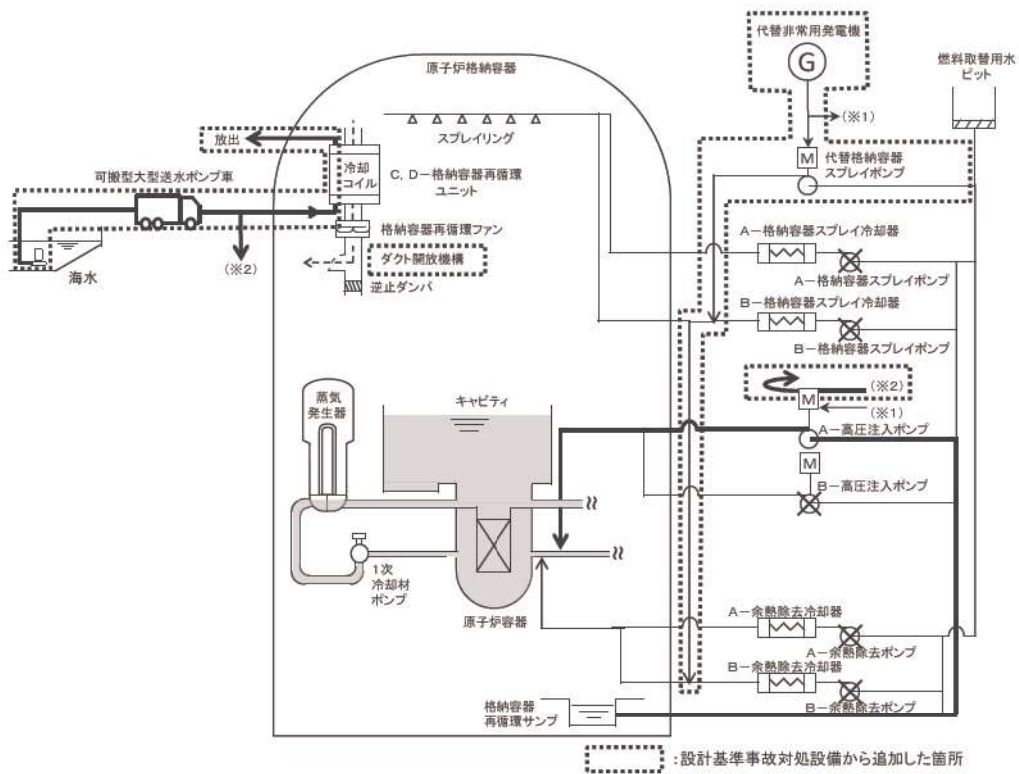 代替非常用発電機
G
燃料取替用水
ピット
原子炉格納容器
(※1)
放出
スプレイリング
M
代替格納容器
スプレイポンプ
冷却
コイル
C, D-格納容器再循環
ユニット
可搬型大型送水ポンプ車
格納容器再循環ファン
A-格納容器スプレイ冷却器
(※2)
ダクト開放機構
海水
逆止ダンパ
A-格納容器スプレイポンプ
B-格納容器スプレイ冷却器
B-格納容器スプレイポンプ
蒸気
発生器
キャビティ
(※2)
M
(※1)
A-高圧注入ポンプ
M
B-高圧注入ポンプ
1次
冷却材
ポンプ
原子炉容器
A-余熱除去冷却器
A-余熱除去ポンプ
B-余熱除去冷却器
B-余熱除去ポンプ
格納容器
再循環サンプ
:設計基準事故対処設備から追加した箇所